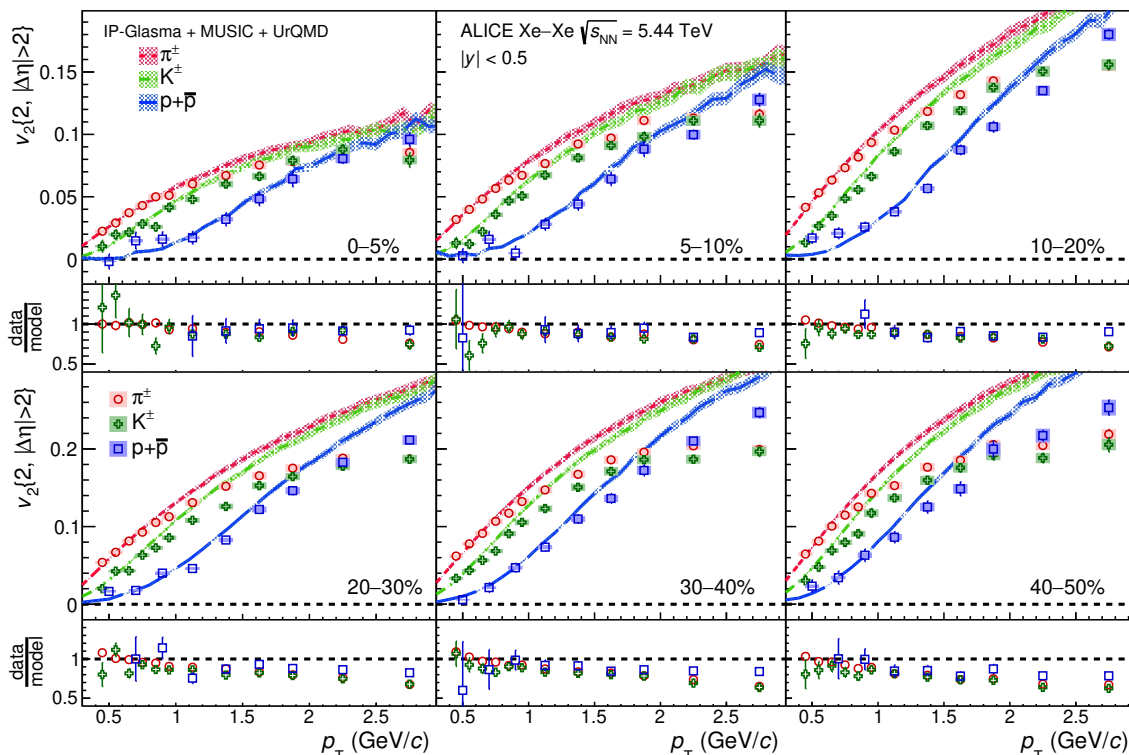 IP-Glasma + MUSIC + UrQMD
π±
K±
p+p̅
ALICE Xe–Xe √sNN = 5.44 TeV
|y| < 0.5
v2{2, |Δη|>2}
0.15
0.1
0.05
0
0–5%
5–10%
10–20%
data
model
1
0.5
π±
K±
p+p̅
v2{2, |Δη|>2}
0.2
0.1
0
20–30%
30–40%
40–50%
data
model
1
0.5
0.5 1 1.5 2 2.5
0.5 1 1.5 2 2.5
0.5 1 1.5 2 2.5
pT (GeV/c)
pT (GeV/c)
pT (GeV/c)